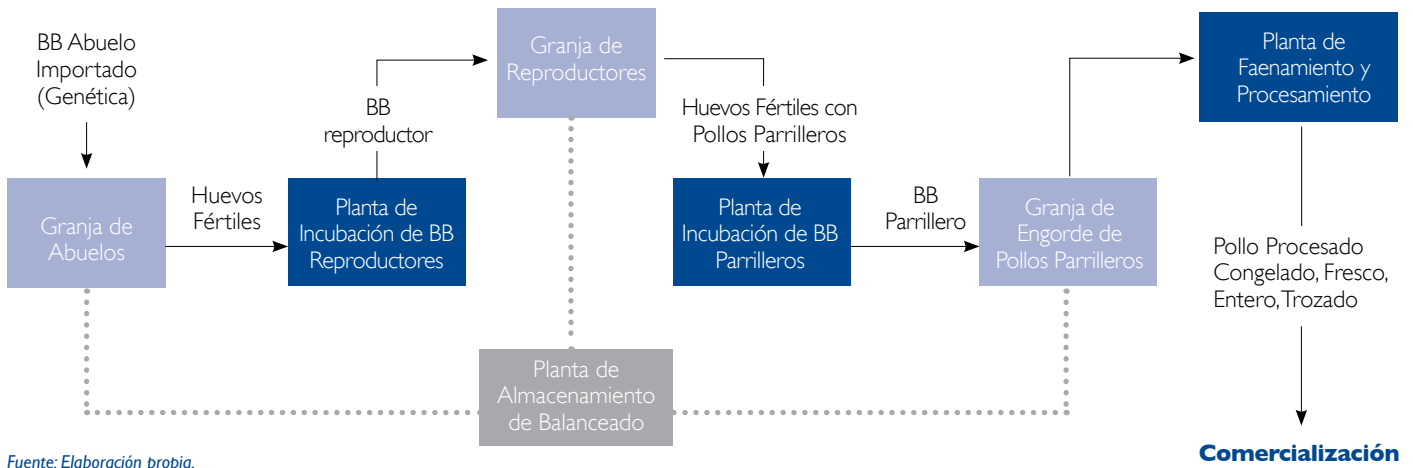 BB Abuelo
Importado
(Genética)
Granja de
Abuelos
Huevos
Fértiles
Planta de
Incubación de BB
Reproductores
BB
reproductor
Granja de
Reproductores
Huevos Fértiles con
Pollos Parrilleros
Planta de
Incubación de BB
Parrilleros
BB
Parrillero
Granja de
Engorde de
Pollos Parrilleros
Planta de
Faenamiento y
Procesamiento
Pollo Procesado
Congelado, Fresco,
Entero, Trozado
Comercialización
Planta de
Almacenamiento
de Balanceado
Fuente: Elaboración propia.